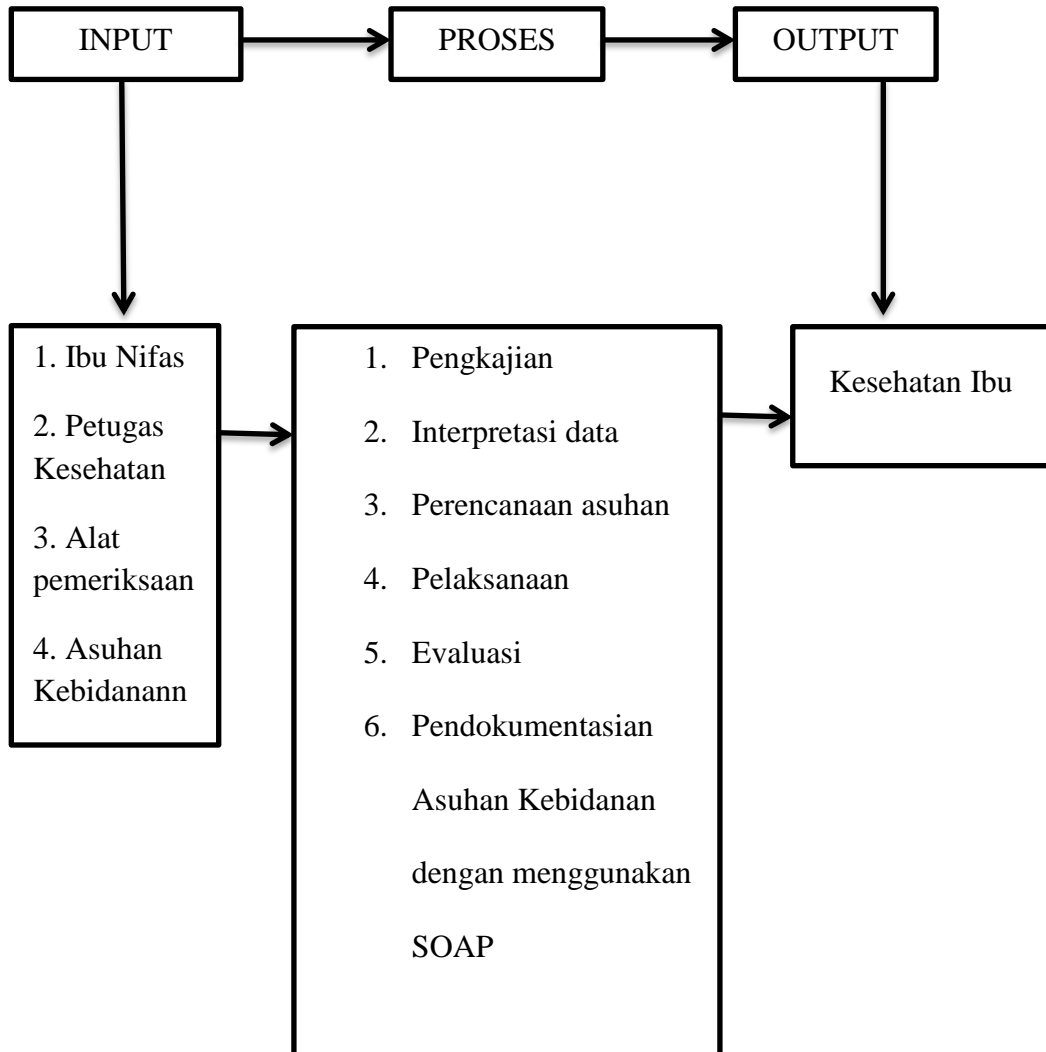 INPUT
PROSES
OUTPUT
1. Ibu Nifas
2. Petugas
Kesehatan
3. Alat
pemeriksaan
4. Asuhan
Kebidanann
1. Pengkajian
2. Interpretasi data
3. Perencanaan asuhan
4. Pelaksanaan
5. Evaluasi
6. Pendokumentasian
Asuhan Kebidanan
dengan menggunakan
SOAP
Kesehatan Ibu